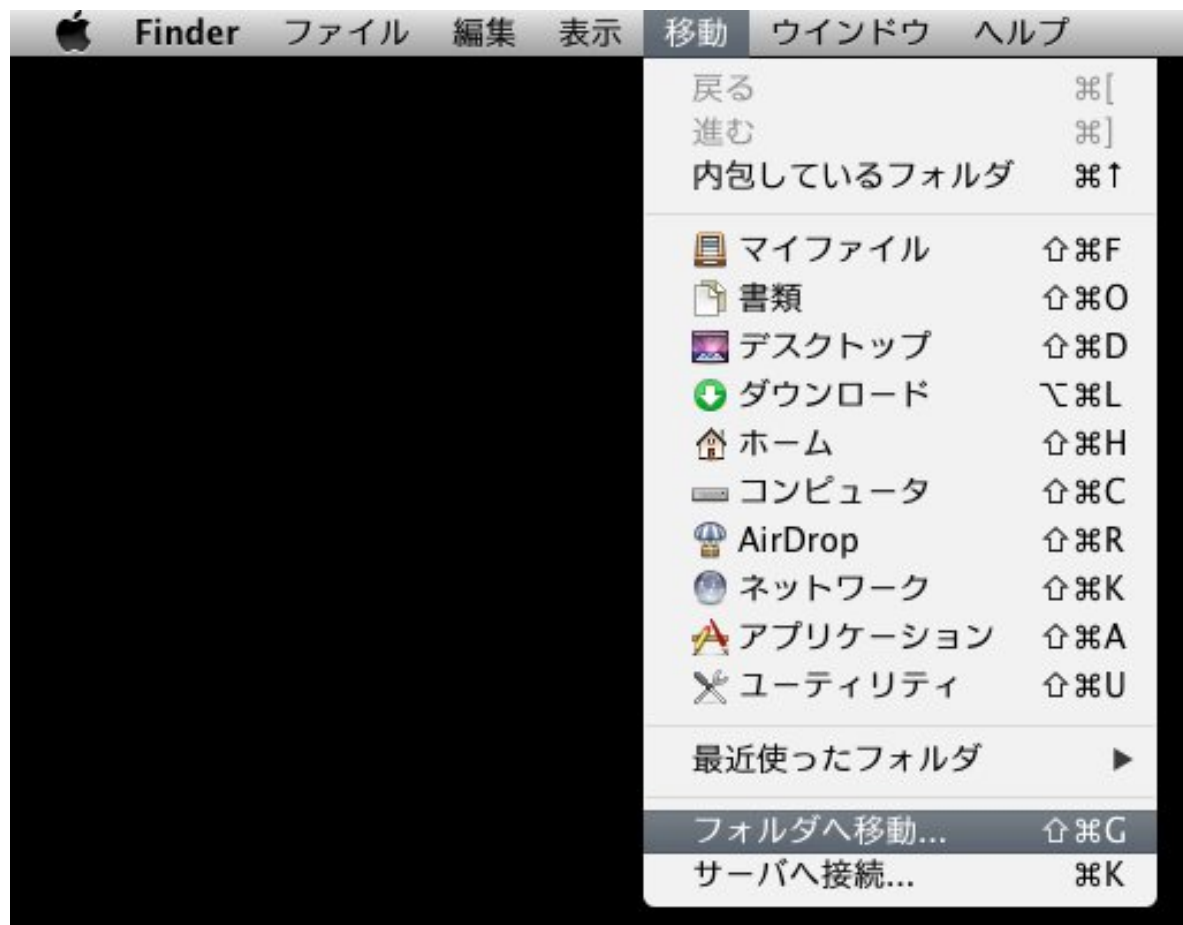 Finder ファイル 編集 表示 移動 ウインドウ ヘルプ
戻る ⌘[
進む ⌘]
内包しているフォルダ ⌘↑
マイファイル ⇧⌘F
書類 ⇧⌘O
デスクトップ ⇧⌘D
ダウンロード ⌥⌘L
ホーム ⇧⌘H
コンピュータ ⇧⌘C
AirDrop ⇧⌘R
ネットワーク ⇧⌘K
アプリケーション ⇧⌘A
ユーティリティ ⇧⌘U
最近使ったフォルダ ▶
フォルダへ移動... ⇧⌘G
サーバへ接続... ⌘K